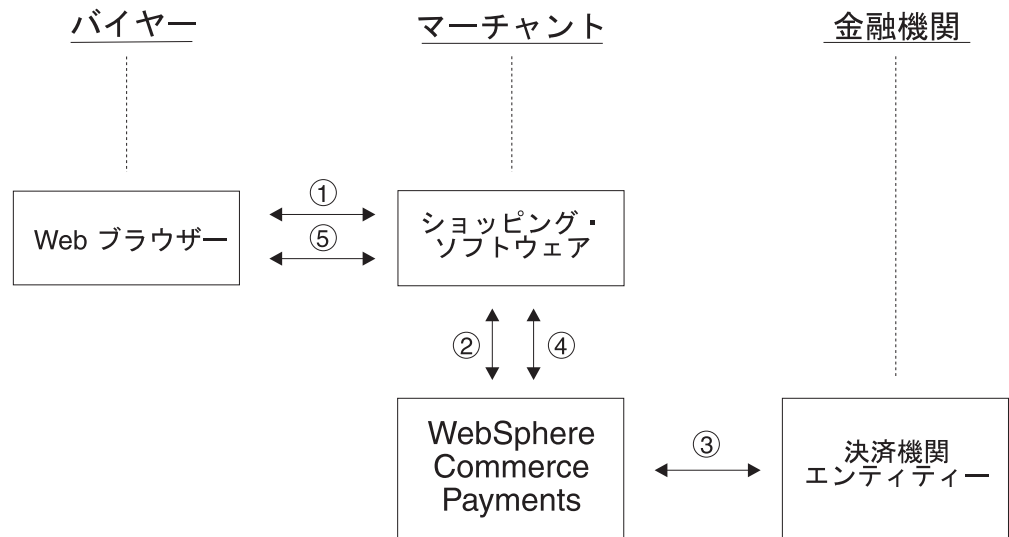 バイヤー
マーチャント
金融機関
Web ブラウザー
①
⑤
ショッピング・
ソフトウェア
②
④
WebSphere
Commerce
Payments
③
決済機関
エンティティー